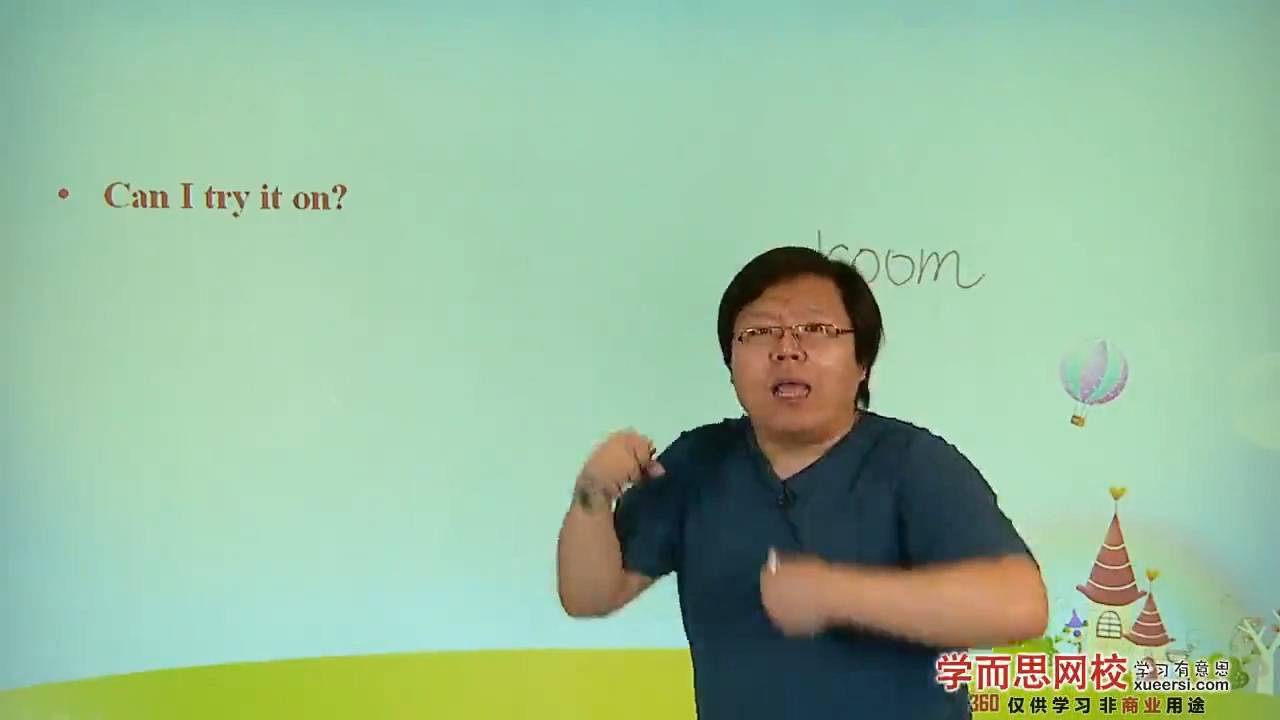 • Can I try it on?
room
学而思网校 学习有意思
xueersi.com
360 仅供学习 非商业用途